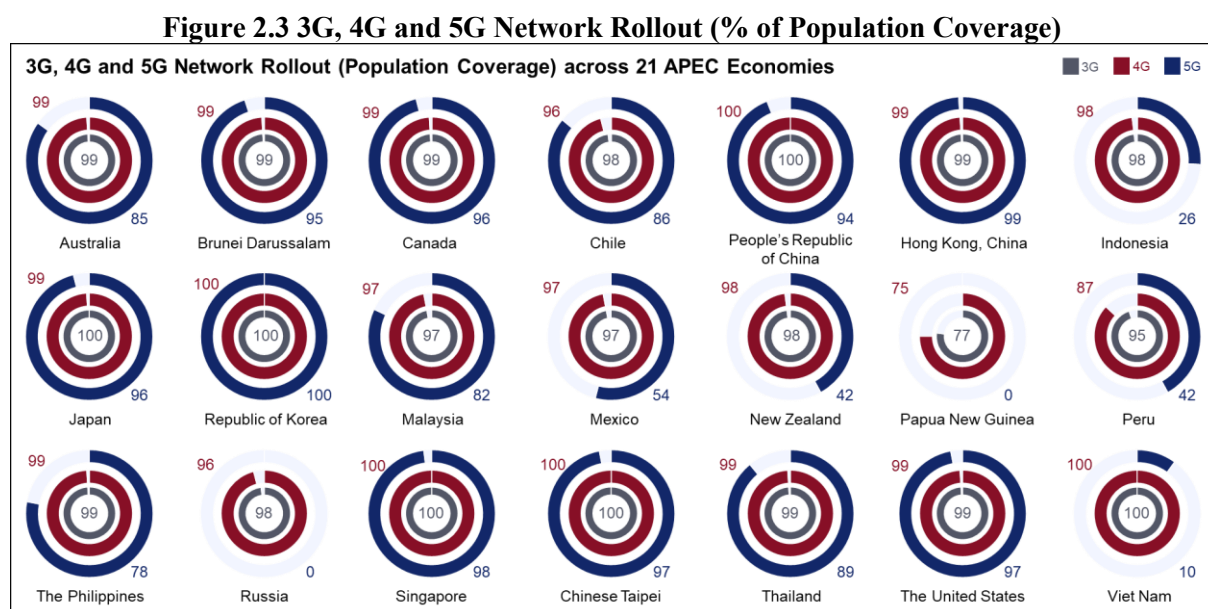 Figure 2.3 3G, 4G and 5G Network Rollout (% of Population Coverage)
3G, 4G and 5G Network Rollout (Population Coverage) across 21 APEC Economies
3G 4G 5G
99
99
85
Australia
99
99
95
Brunei Darussalam
99
99
96
Canada
96
98
86
Chile
100
100
94
People's Republic
of China
99
99
99
Hong Kong, China
98
98
26
Indonesia
99
100
96
Japan
100
100
100
Republic of Korea
97
97
82
Malaysia
97
97
54
Mexico
98
98
42
New Zealand
75
77
0
Papua New Guinea
87
95
42
Peru
99
99
78
The Philippines
96
98
0
Russia
100
100
98
Singapore
100
100
97
Chinese Taipei
99
99
89
Thailand
99
99
97
The United States
100
100
10
Viet Nam